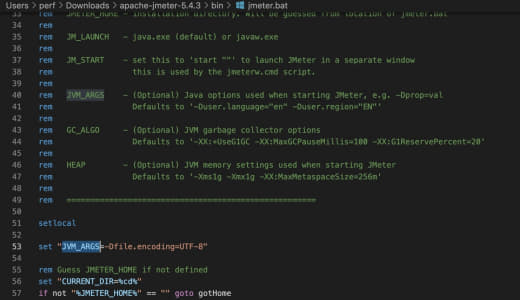 Users > perf > Downloads > apache-jmeter-5.4.3 > bin > jmeter.bat
33 rem JMETER_HOME - installation directory. Will be guessed from location of jmeter.bat
34 rem
35 rem JM_LAUNCH - java.exe (default) or javaw.exe
36 rem
37 rem JM_START - set this to 'start ""' to launch JMeter in a separate window
38 rem this is used by the jmeterw.cmd script.
39 rem
40 rem JVM_ARGS - (Optional) Java options used when starting JMeter, e.g. -Dprop=val
41 rem Defaults to '-Duser.language="en" -Duser.region="EN"'
42 rem
43 rem GC_ALGO - (Optional) JVM garbage collector options
44 rem Defaults to '-XX:+UseG1GC -XX:MaxGCPauseMillis=100 -XX:G1ReservePercent=20'
45 rem
46 rem HEAP - (Optional) JVM memory settings used when starting JMeter
47 rem Defaults to '-Xms1g -Xmx1g -XX:MaxMetaspaceSize=256m'
48 rem
49 rem =====================================================
50
51 setlocal
52
53 set "JVM_ARGS=-Dfile.encoding=UTF-8"
54
55 rem Guess JMETER_HOME if not defined
56 set "CURRENT_DIR=%cd%"
57 if not "%JMETER_HOME%" == "" goto gotHome